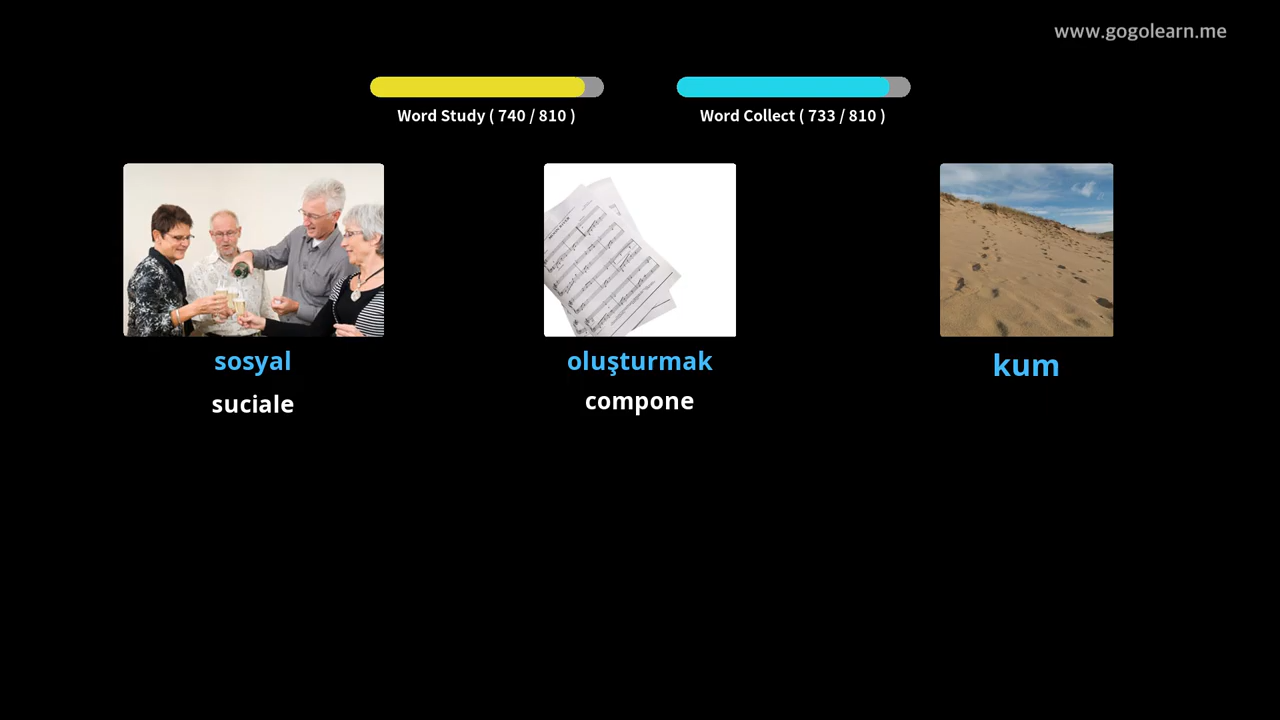 www.gogolearn.me
Word Study ( 740 / 810 )
Word Collect ( 733 / 810 )
sosyal
oluşturmak
kum
suciale
compone